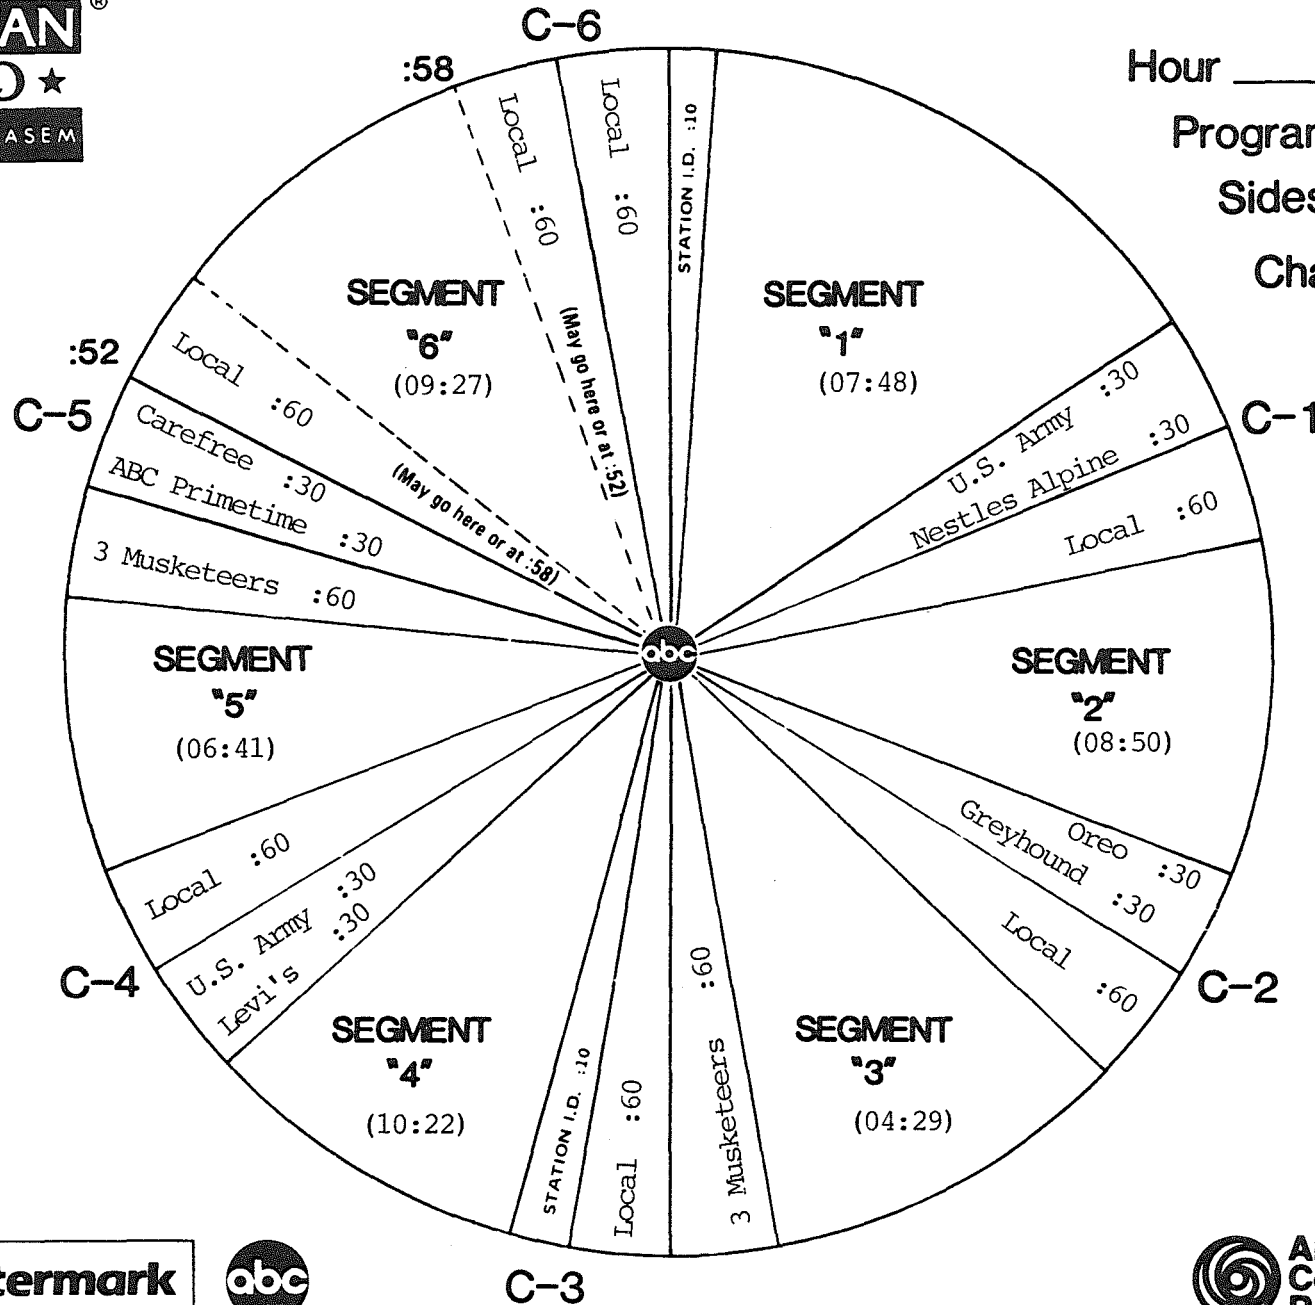 AN®
ASEM
C-6
:58
Hour
Local :60
Local :60
STATION I.D. :10
(May go here or at :52)
SEGMENT
"1"
(07:48)
U.S. Army :30
Nestles Alpine :30
C-1
Local :60
SEGMENT
"2"
(08:50)
Oreo :30
Greyhound :30
C-2
Local :60
SEGMENT
"3"
(04:29)
3 Musketeers :60
C-3
Local :60
STATION I.D. :10
SEGMENT
"4"
(10:22)
Levi's :30
U.S. Army :30
C-4
Local :60
SEGMENT
"5"
(06:41)
3 Musketeers :60
ABC Primetime :30
Carefree :30
C-5
:52
Local :60
(May go here or at :58)
SEGMENT
"6"
(09:27)
abc
termark
abc